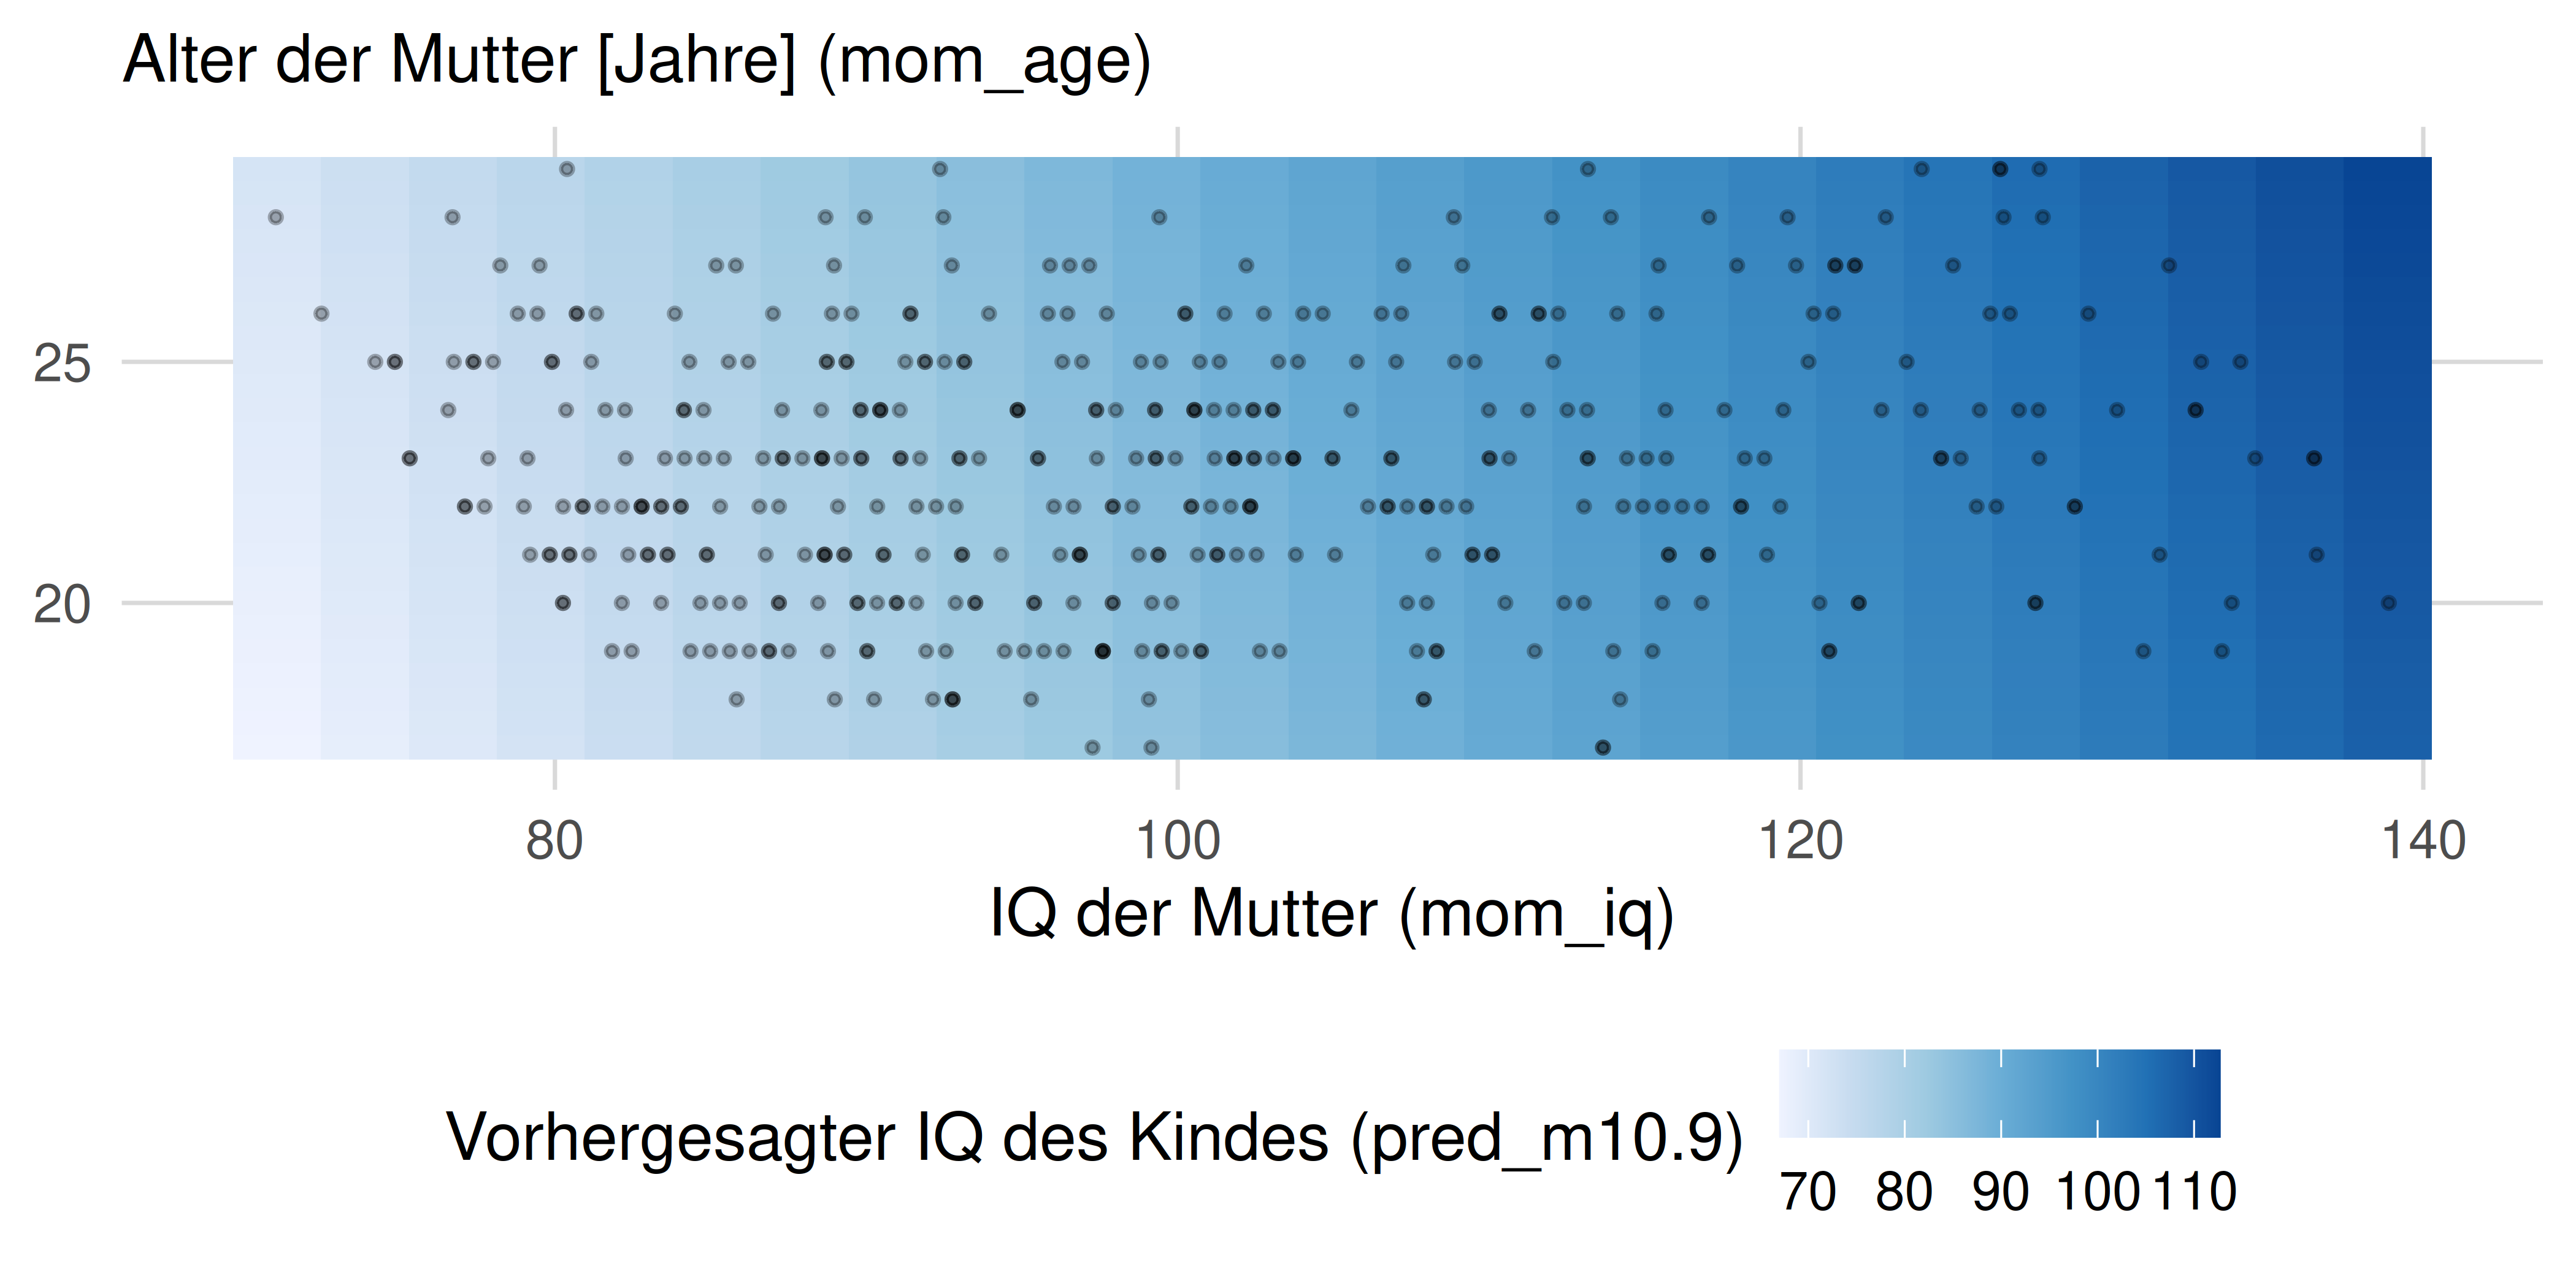 Alter der Mutter [Jahre] (mom_age)
25
20
80 100 120 140
IQ der Mutter (mom_iq)
Vorhergesagter IQ des Kindes (pred_m10.9)
70 80 90 100 110